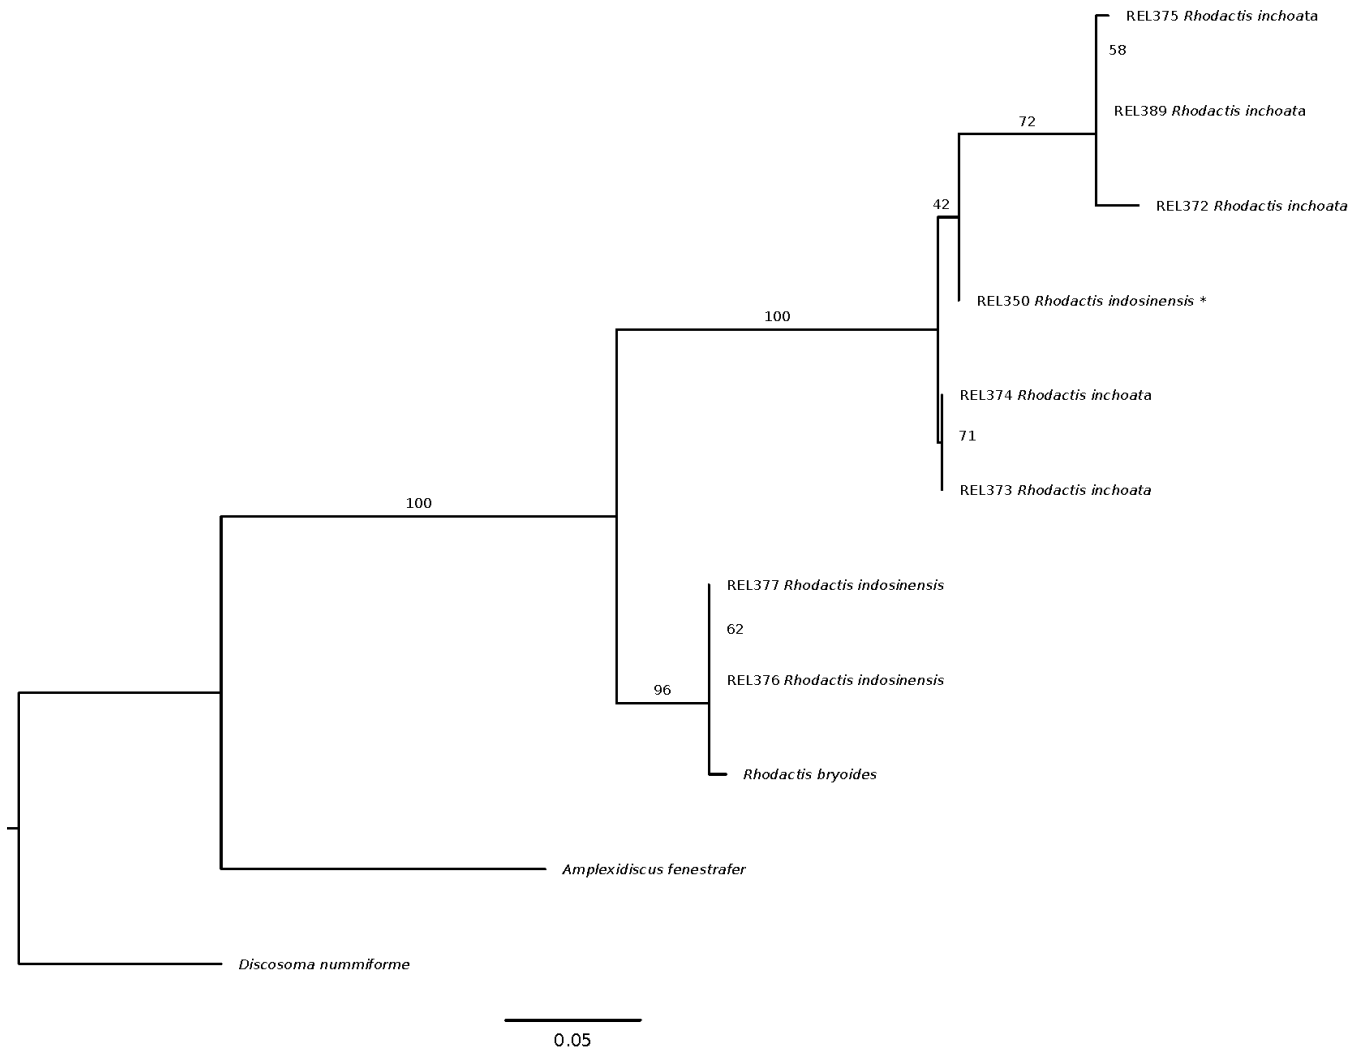 REL375 Rhodactis inchoata
58
REL389 Rhodactis inchoata
72
REL372 Rhodactis inchoata
42
REL350 Rhodactis indosinensis *
100
REL374 Rhodactis inchoata
71
REL373 Rhodactis inchoata
100
REL377 Rhodactis indosinensis
62
REL376 Rhodactis indosinensis
96
Rhodactis bryoides
Amplexidiscus fenestrafer
Discosoma nummiforme
0.05